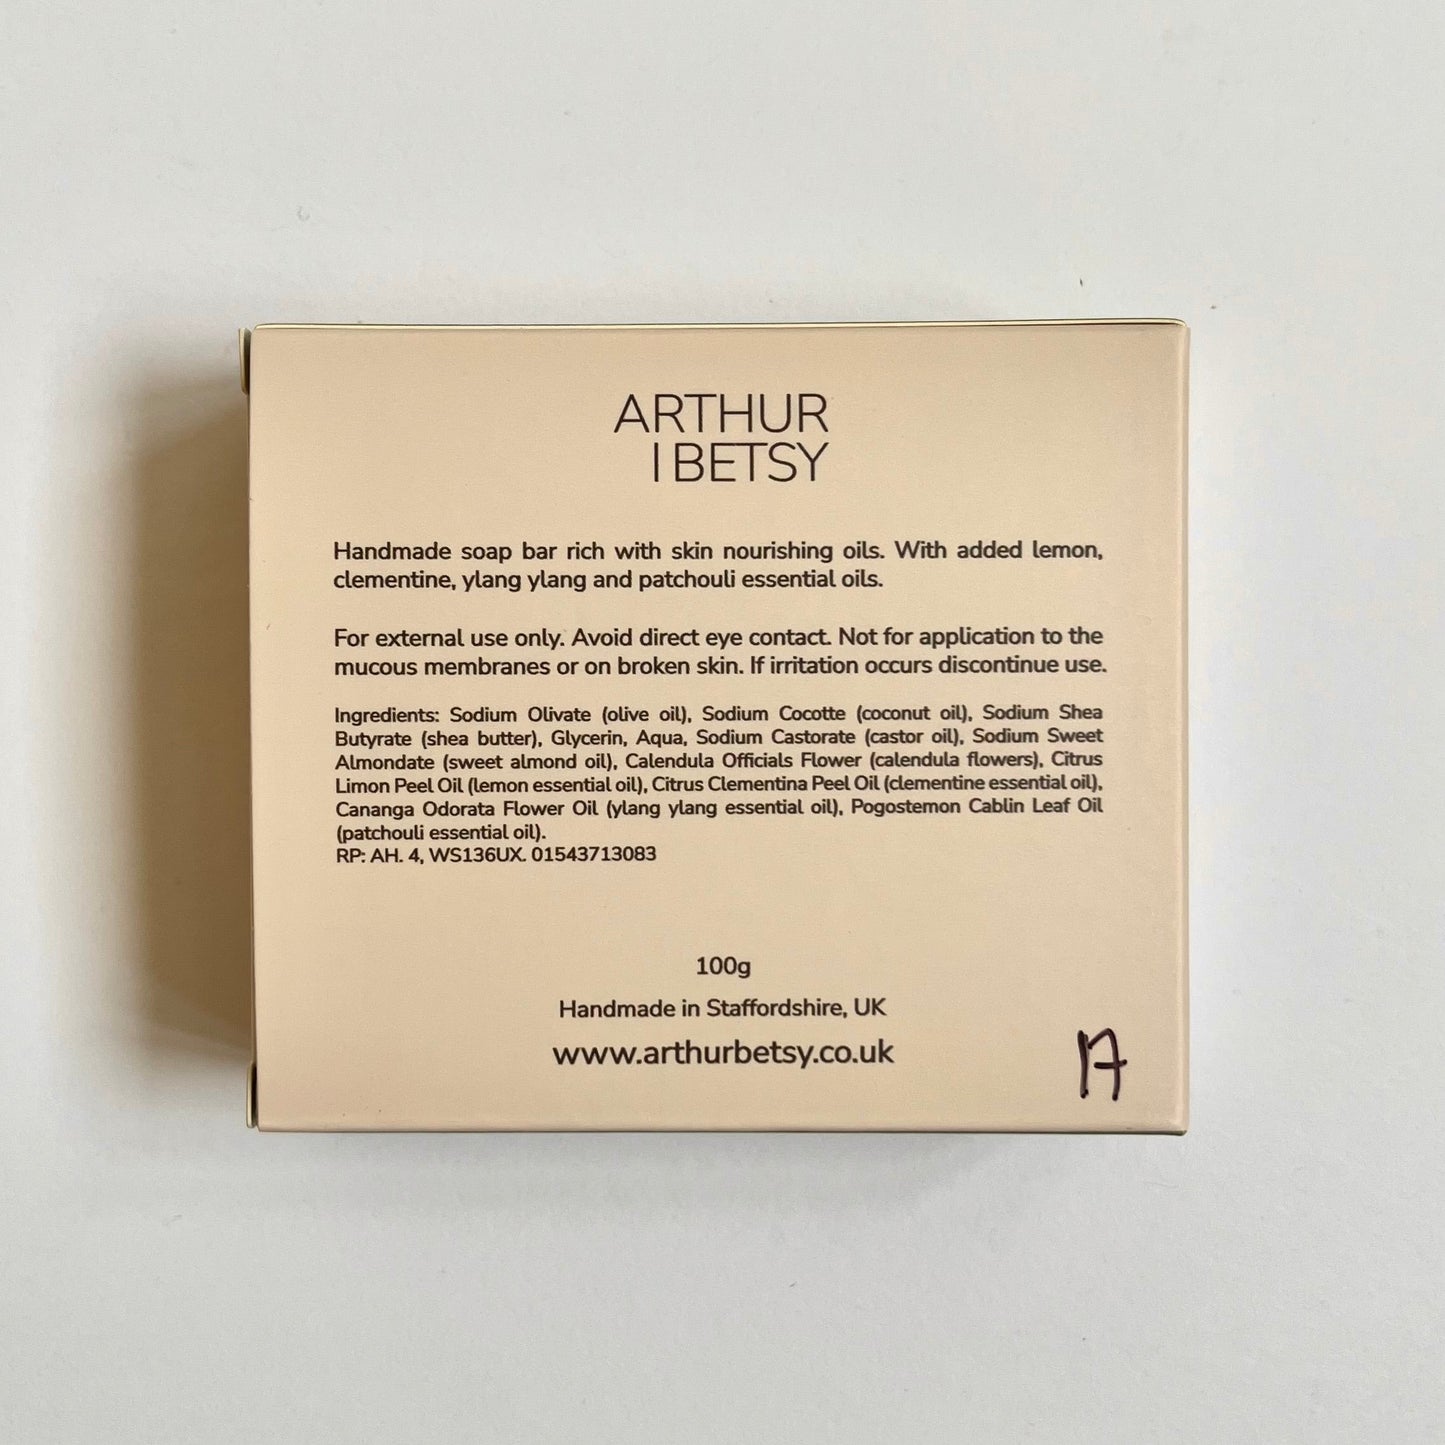 ARTHUR
| BETSY
Handmade soap bar rich with skin nourishing oils. With added lemon,
clementine, ylang ylang and patchouli essential oils.
For external use only. Avoid direct eye contact. Not for application to the
mucous membranes or on broken skin. If irritation occurs discontinue use.
Ingredients: Sodium Olivate (olive oil), Sodium Cocotte (coconut oil), Sodium Shea
Butyrate (shea butter), Glycerin, Aqua, Sodium Castorate (castor oil), Sodium Sweet
Almondate (sweet almond oil), Calendula Officials Flower (calendula flowers), Citrus
Limon Peel Oil (lemon essential oil), Citrus Clementina Peel Oil (clementine essential oil),
Cananga Odorata Flower Oil (ylang ylang essential oil), Pogostemon Cablin Leaf Oil
(patchouli essential oil).
RP: AH. 4, WS136UX. 01543713083
100g
Handmade in Staffordshire, UK
www.arthurbetsy.co.uk